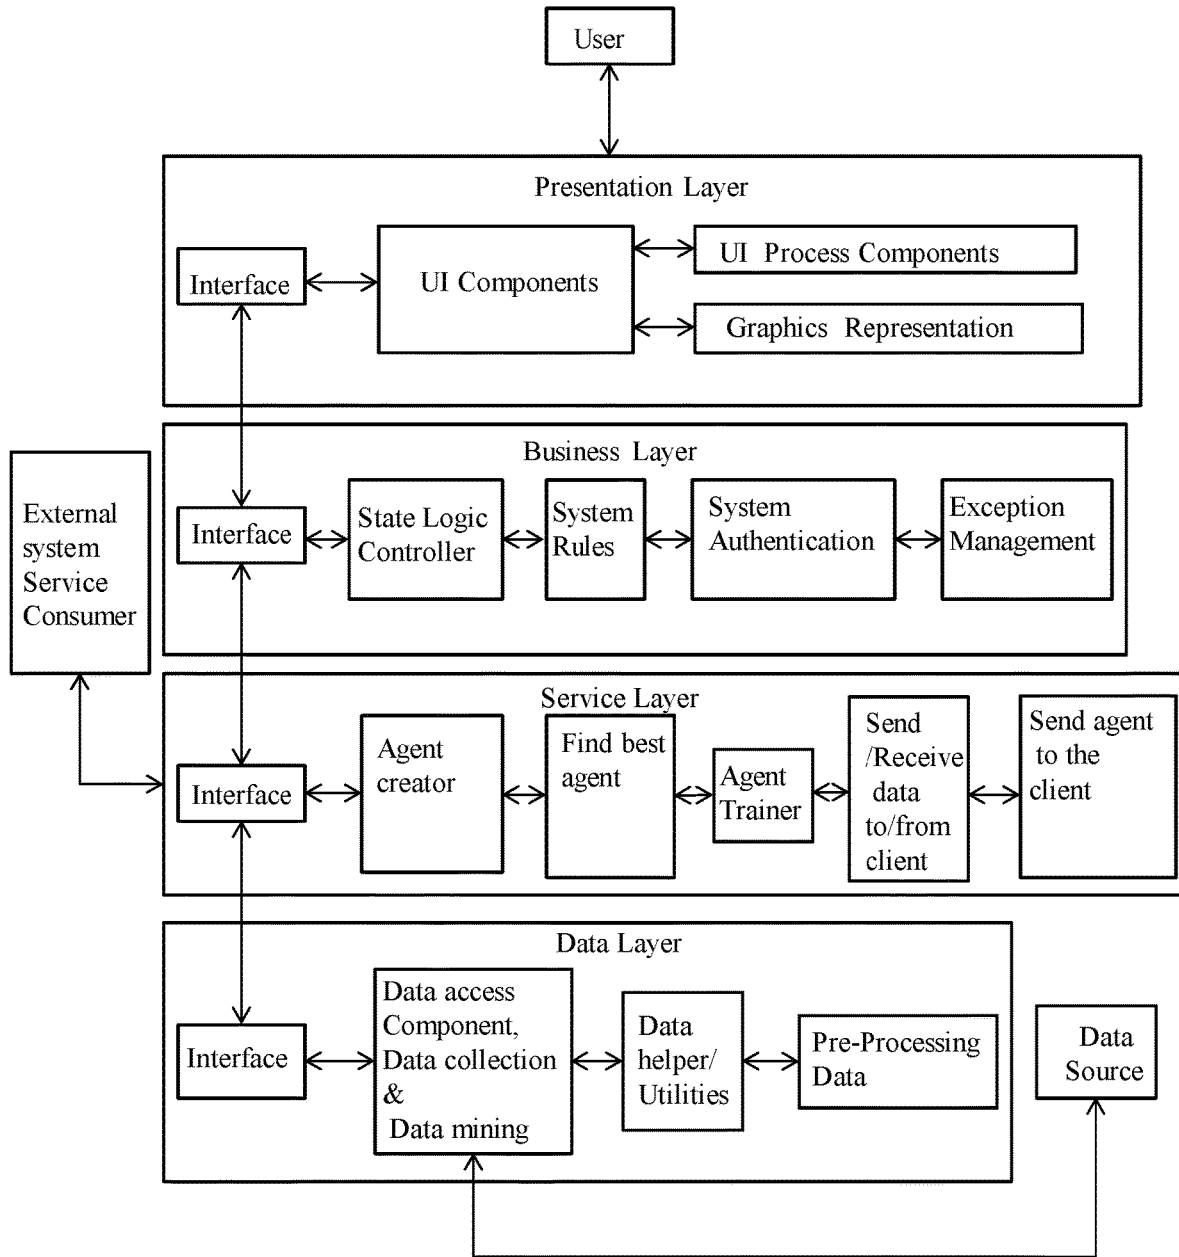 User
Presentation Layer
Interface
UI Components
UI Process Components
Graphics Representation
External
system
Service
Consumer
Business Layer
Interface
State Logic
Controller
System
Rules
System
Authentication
Exception
Management
Service Layer
Interface
Agent
creator
Find best
agent
Agent
Trainer
Send
/Receive
data
to/from
client
Send agent
to the
client
Data Layer
Interface
Data access
Component,
Data collection
&
Data mining
Data
helper/
Utilities
Pre-Processing
Data
Data
Source